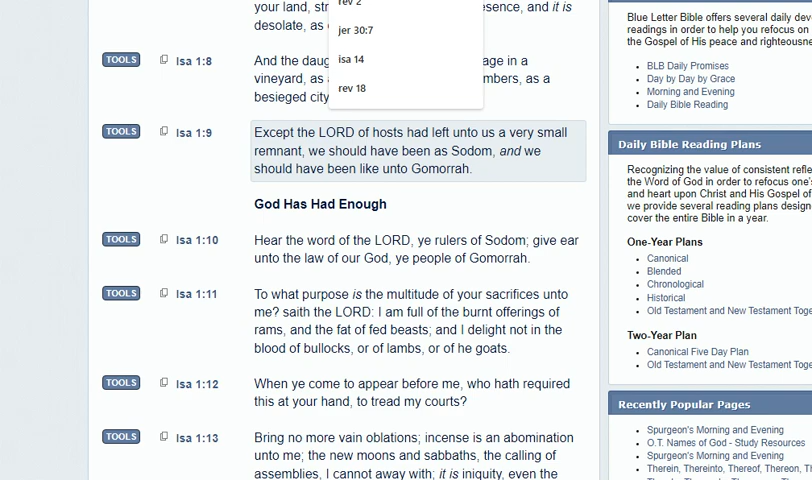 your land, str
esence, and it is
desolate, as
rev 2
jer 30:7
isa 14
rev 18
TOOLS
Isa 1:8
And the daug
age in a
vineyard, as a
mbers, as a
besieged city
TOOLS
Isa 1:9
Except the LORD of hosts had left unto us a very small
remnant, we should have been as Sodom, and we
should have been like unto Gomorrah.
God Has Had Enough
TOOLS
Isa 1:10
Hear the word of the LORD, ye rulers of Sodom; give ear
unto the law of our God, ye people of Gomorrah.
TOOLS
Isa 1:11
To what purpose is the multitude of your sacrifices unto
me? saith the LORD: I am full of the burnt offerings of
rams, and the fat of fed beasts; and I delight not in the
blood of bullocks, or of lambs, or of he goats.
TOOLS
Isa 1:12
When ye come to appear before me, who hath required
this at your hand, to tread my courts?
TOOLS
Isa 1:13
Bring no more vain oblations; incense is an abomination
unto me; the new moons and sabbaths, the calling of
assemblies, I cannot away with; it is iniquity, even the
Daily Devotionals
Blue Letter Bible offers several daily dev
readings in order to help you refocus on
the Gospel of His peace and righteousne
BLB Daily Promises
Day by Day by Grace
Morning and Evening
Daily Bible Reading
Daily Bible Reading Plans
Recognizing the value of consistent refle
the Word of God in order to refocus one's
and heart upon Christ and His Gospel of
we provide several reading plans design
cover the entire Bible in a year.
One-Year Plans
Canonical
Blended
Chronological
Historical
Old Testament and New Testament Toge
Two-Year Plan
Canonical Five Day Plan
Old Testament and New Testament Toge
Recently Popular Pages
Spurgeon's Morning and Evening
O.T. Names of God - Study Resources
Spurgeon's Morning and Evening
Therein, Thereinto, Thereof, Thereon, Th